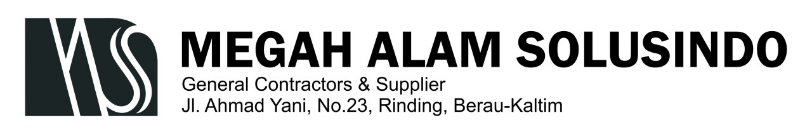 MEGAH ALAM SOLUSINDO
General Contractors & Supplier
Jl. Ahmad Yani, No.23, Rinding, Berau-Kaltim